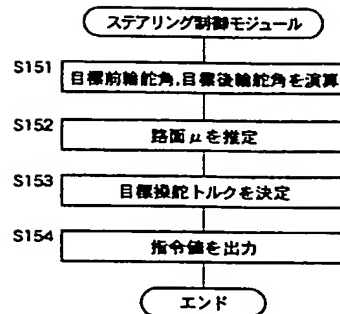 ステアリング制御モジュール
S151
目標前輪舵角,目標後輪舵角を演算
S152
路面μを推定
S153
目標操舵トルクを決定
S154
指令値を出力
エンド